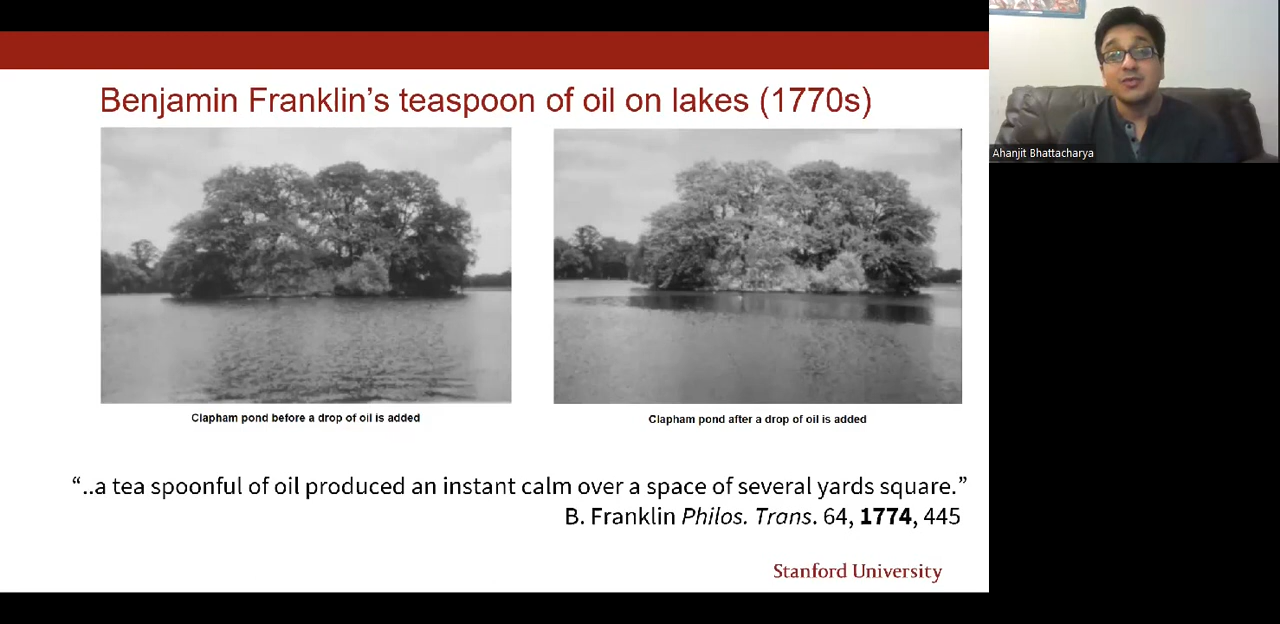 Benjamin Franklin’s teaspoon of oil on lakes (1770s)
Clapham pond before a drop of oil is added
Clapham pond after a drop of oil is added
“..a tea spoonful of oil produced an instant calm over a space of several yards square.”
B. Franklin Philos. Trans. 64, 1774, 445
Stanford University
Ahanjit Bhattacharya